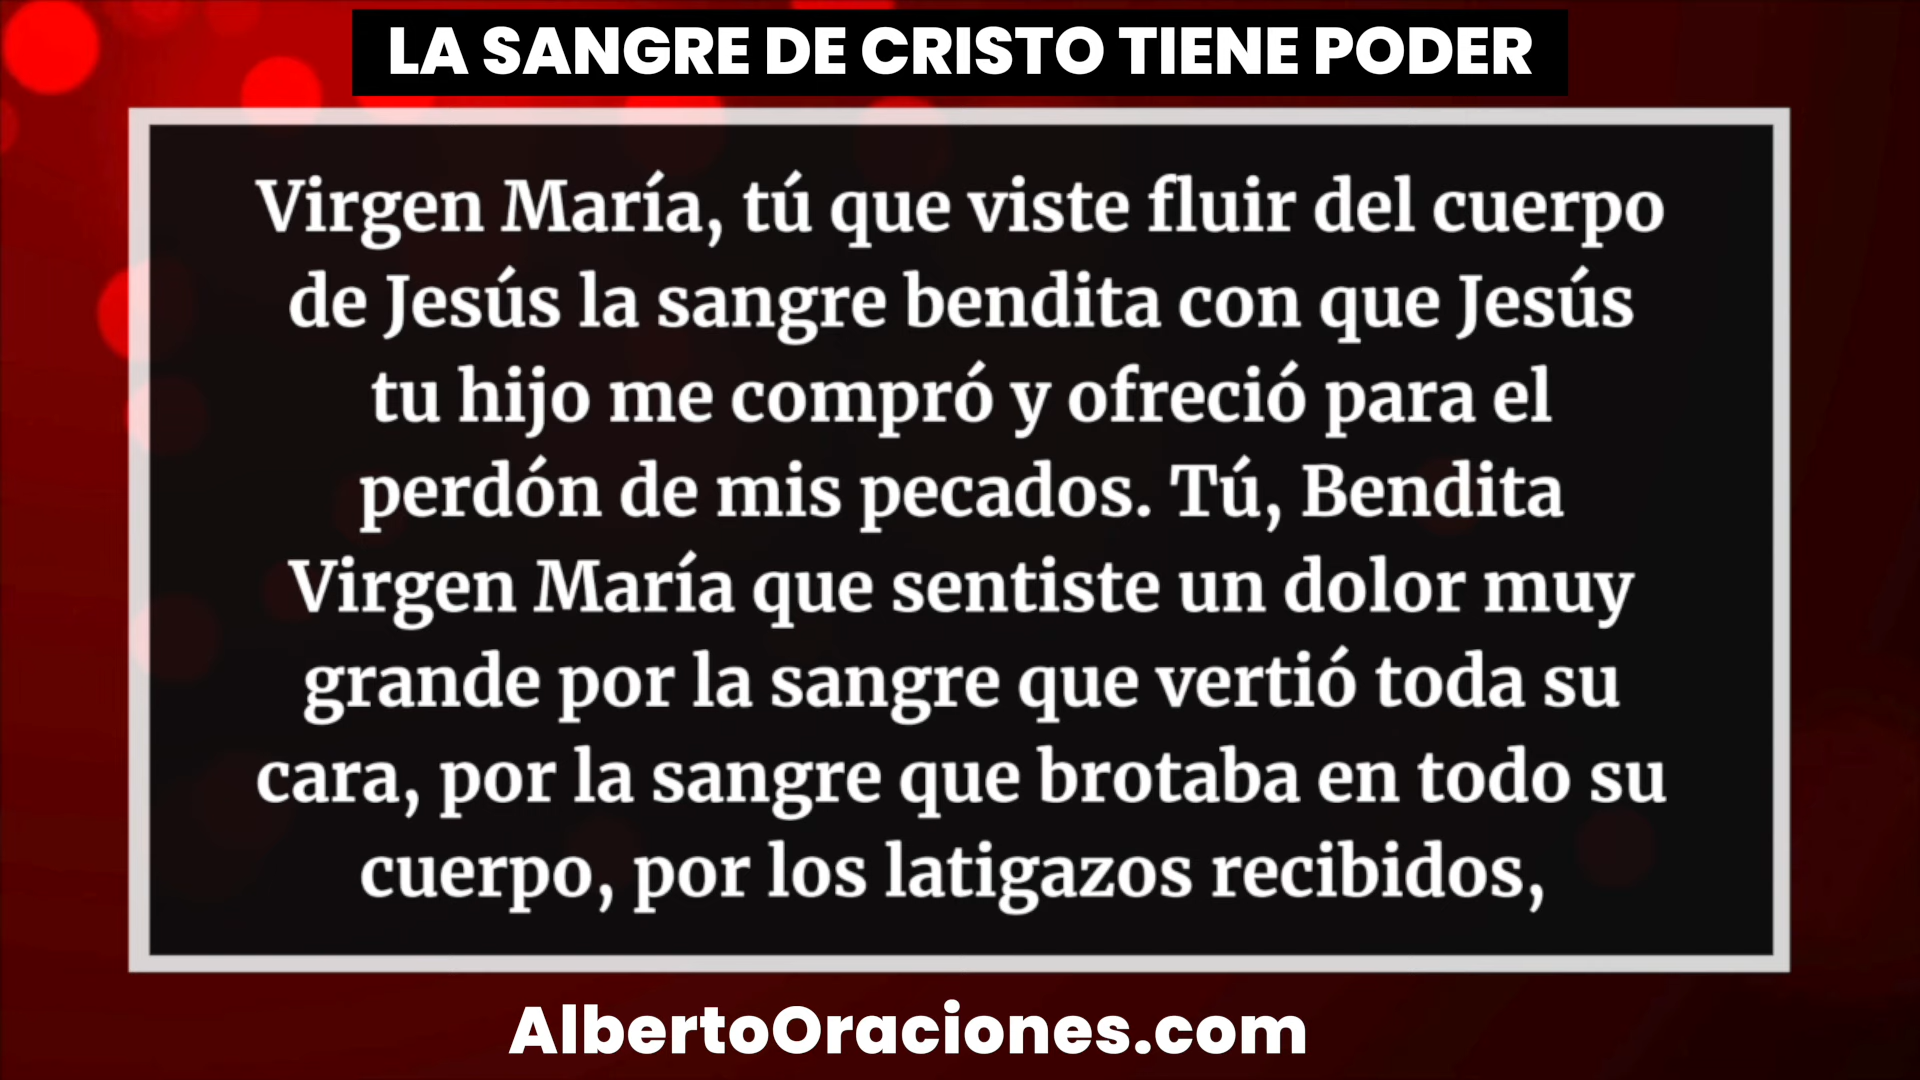 LA SANGRE DE CRISTO TIENE PODER
Virgen María, tú que viste fluir del cuerpo
de Jesús la sangre bendita con que Jesús
tu hijo me compró y ofreció para el
perdón de mis pecados. Tú, Bendita
Virgen María que sentiste un dolor muy
grande por la sangre que vertió toda su
cara, por la sangre que brotaba en todo su
cuerpo, por los latigazos recibidos,
AlbertoOraciones.com